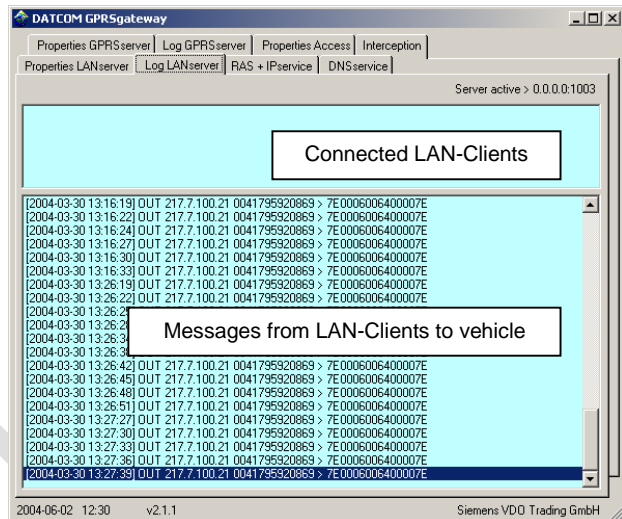 DATCOM GPRSgateway
Properties GPRSserver Log GPRSserver Properties Access Interception
Properties LANserver Log LANserver RAS + IPservice DNSservice
Server active > 0.0.0.0:1003
Connected LAN-Clients
[2004-03-30 13:16:19] OUT 217.7.100.21 0041795920869 > 7E0006006400007E
[2004-03-30 13:16:22] OUT 217.7.100.21 0041795920869 > 7E0006006400007E
[2004-03-30 13:16:24] OUT 217.7.100.21 0041795920869 > 7E0006006400007E
[2004-03-30 13:16:27] OUT 217.7.100.21 0041795920869 > 7E0006006400007E
[2004-03-30 13:16:30] OUT 217.7.100.21 0041795920869 > 7E0006006400007E
[2004-03-30 13:16:33] OUT 217.7.100.21 0041795920869 > 7E0006006400007E
[2004-03-30 13:26:19] OUT 217.7.100.21 0041795920869 > 7E0006006400007E
[2004-03-30 13:26:22] OUT 217.7.100.21 0041795920869 > 7E0006006400007E
[2004-03-30
[2004-03-30
[2004-03-30
[2004-03-30
Messages from LAN-Clients to vehicle
[2004-03-30 13:26:42] OUT 217.7.100.21 0041795920869 > 7E0006006400007E
[2004-03-30 13:26:45] OUT 217.7.100.21 0041795920869 > 7E0006006400007E
[2004-03-30 13:26:48] OUT 217.7.100.21 0041795920869 > 7E0006006400007E
[2004-03-30 13:26:51] OUT 217.7.100.21 0041795920869 > 7E0006006400007E
[2004-03-30 13:27:27] OUT 217.7.100.21 0041795920869 > 7E0006006400007E
[2004-03-30 13:27:30] OUT 217.7.100.21 0041795920869 > 7E0006006400007E
[2004-03-30 13:27:33] OUT 217.7.100.21 0041795920869 > 7E0006006400007E
[2004-03-30 13:27:36] OUT 217.7.100.21 0041795920869 > 7E0006006400007E
[2004-03-30 13:27:39] OUT 217.7.100.21 0041795920869 > 7E0006006400007E
2004-06-02 12:30 v2.1.1 Siemens VDO Trading GmbH